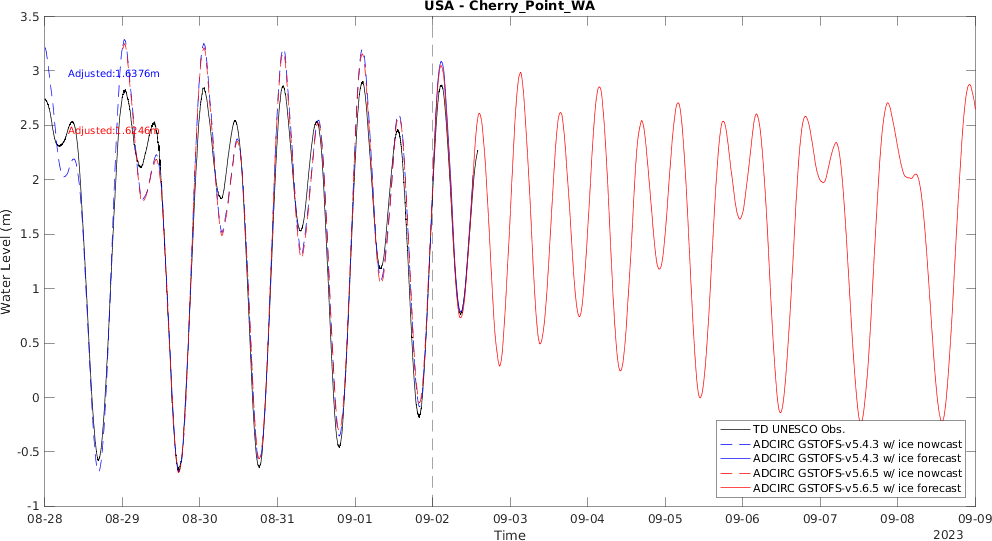 USA - Cherry_Point_WA
3.5
3
2.5
2
1.5
1
0.5
0
-0.5
-1
Water Level (m)
Adjusted:1.6376m
Adjusted:1.6246m
TD UNESCO Obs.
ADCIRC GSTOFS-v5.4.3 w/ ice nowcast
ADCIRC GSTOFS-v5.4.3 w/ ice forecast
ADCIRC GSTOFS-v5.6.5 w/ ice nowcast
ADCIRC GSTOFS-v5.6.5 w/ ice forecast
08-28 08-29 08-30 08-31 09-01 09-02 09-03 09-04 09-05 09-06 09-07 09-08 09-09
Time
2023